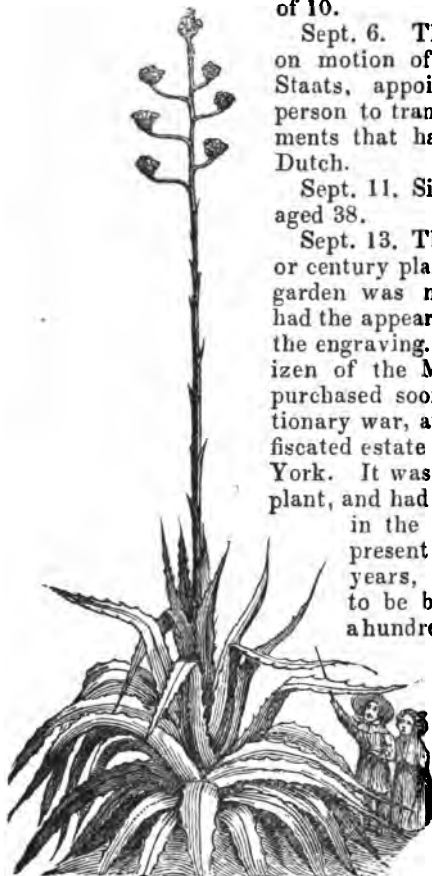 of 10.
Sept. 6. Th
on motion of
Staats, appoi
person to tran
ments that ha
Dutch.
Sept. 11. Si
aged 38.
Sept. 13. Th
or century pla
garden was
had the appear
the engraving.
izen of the M
purchased soo
tionary war, a
fiscated estate
York. It was
plant, and had
in the
present
years,
to be b
ahundre